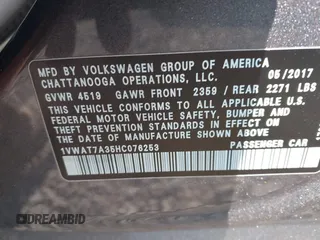 MFD. BY VOLKSWAGEN GROUP OF AMERICA
CHATTANOOGA OPERATIONS, LLC. 05/2017
GVWR 4519 GAWR FRONT 2359 / REAR 2271 LBS
THIS VEHICLE CONFORMS TO ALL APPLICABLE U.S.
FEDERAL MOTOR VEHICLE SAFETY, BUMPER AND
THEFT PREVENTION STANDARDS IN EFFECT ON THE
DATE OF MANUFACTURE SHOWN ABOVE.
1VWAT7A35HC076253 PASSENGER CAR
DREAMBID